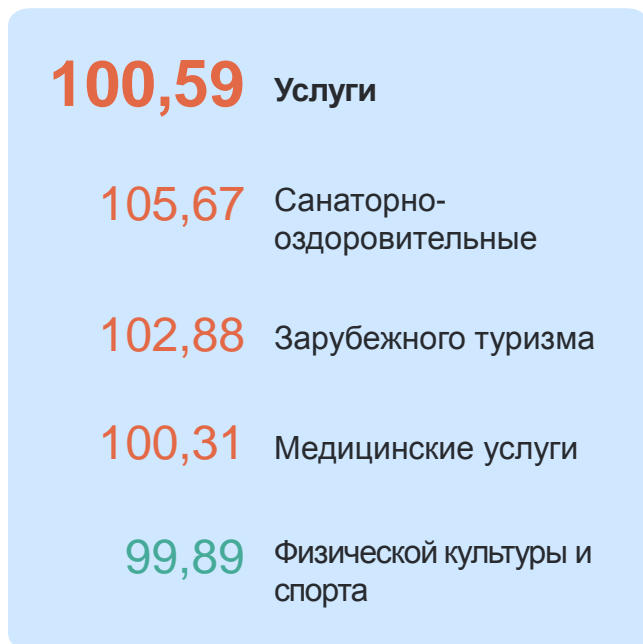 100,59 Услуги
105,67 Санаторно-
оздоровительные
102,88 Зарубежного туризма
100,31 Медицинские услуги
99,89 Физической культуры и
спорта